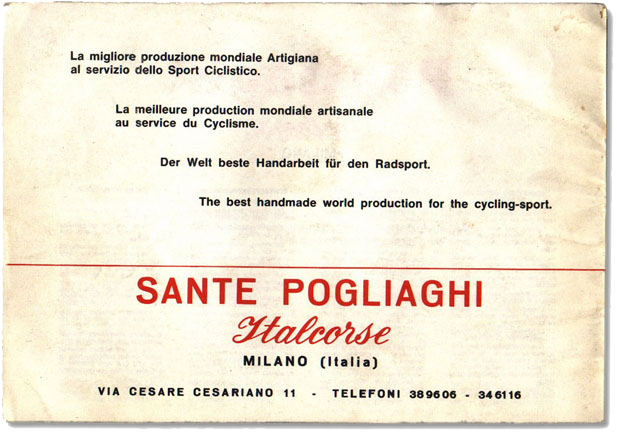 La migliore produzione mondiale Artigiana
al servizio dello Sport Ciclistico.
La meilleure production mondiale artisanale
au service du Cyclisme.
Der Welt beste Handarbeit für den Radsport.
The best handmade world production for the cycling-sport.
SANTE POGLIAGHI
Italcorse
MILANO (Italia)
VIA CESARE CESARIANO 11 - TELEFONI 389606 - 346116